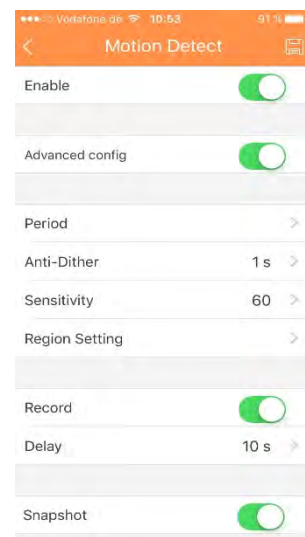 Vodafone.de 10:53 91 %
Motion Detect
Enable
Advanced config
Period
Anti-Dither 1 s
Sensitivity 60
Region Setting
Record
Delay 10 s
Snapshot